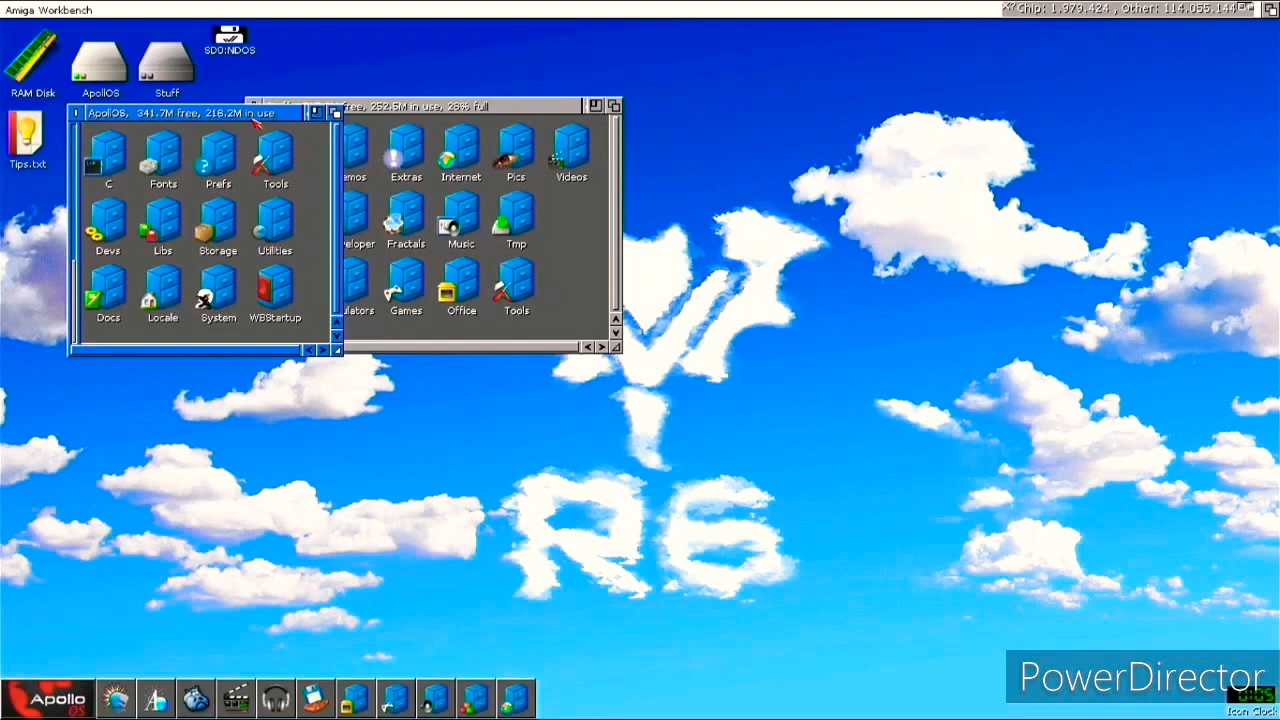 Amiga Workbench
Chip: 1.979.424 , Other: 114.055.144
RAM Disk
ApollOS
Stuff
SD0:NDOS
Tips.txt
ApollOS, 341.7M free, 216.2M in use
free, 252.5M in use, 29% full
C
Fonts
Prefs
Tools
Devs
Libs
Storage
Utilities
Docs
Locale
System
WBStartup
emos
Extras
Internet
Pics
Videos
veloper
Fractals
Music
Tmp
ulators
Games
Office
Tools
R6
Apollo
OS
PowerDirector
Icon Clock